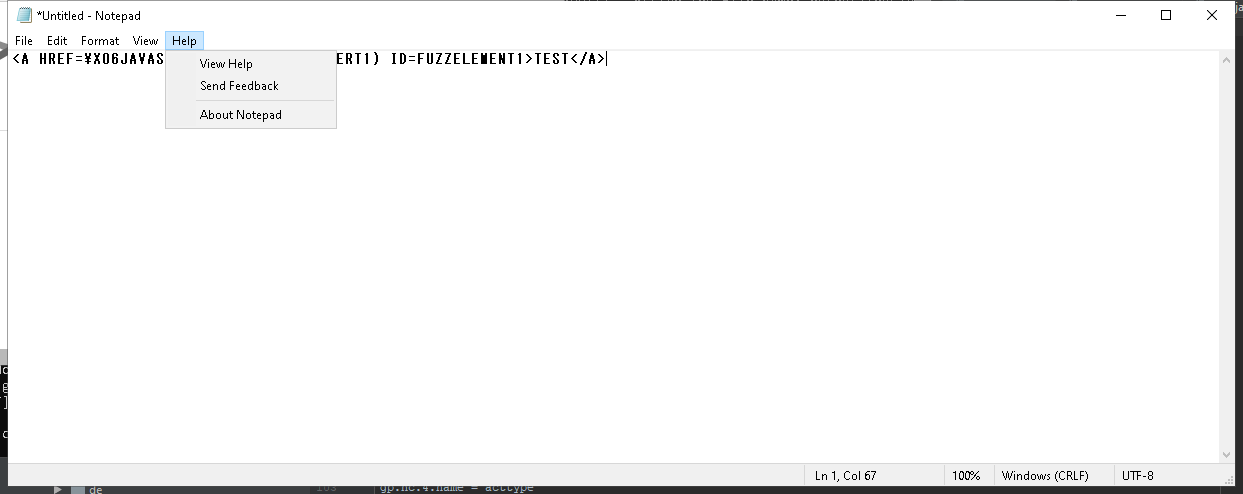 *Untitled - Notepad
File Edit Format View Help
<A HREF=¥X06JAVAS ERT1) ID=FUZZELEMENT1>TEST</A>
View Help
Send Feedback
About Notepad
Ln 1, Col 67 100% Windows (CRLF) UTF-8
de
gp.nc.4.name = acctype